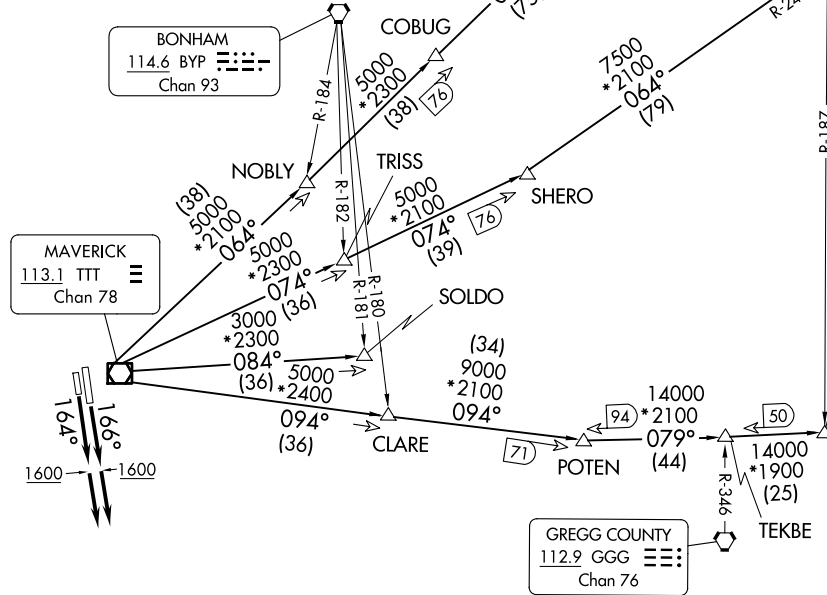 BONHAM
114.6 BYP
Chan 93
COBUG
5000
*2300
(38)
76
7500
*2100
064°
(79)
R-184
R-182
R-181
R-180
R-187
NOBLY
TRISS
SHERO
(38)
5000
*2100
064°
5000
*2100
074°
(39)
76
MAVERICK
113.1 TTT
Chan 78
5000
*2300
074°
(36)
SOLDO
3000
*2300
084°
(36)
5000
*2400
094°
(36)
CLARE
(34)
9000
*2100
094°
71
POTEN
94
14000
*2100
079°
(44)
50
14000
*1900
(25)
TEKBE
R-346
164°
166°
1600
1600
GREGG COUNTY
112.9 GGG
Chan 76